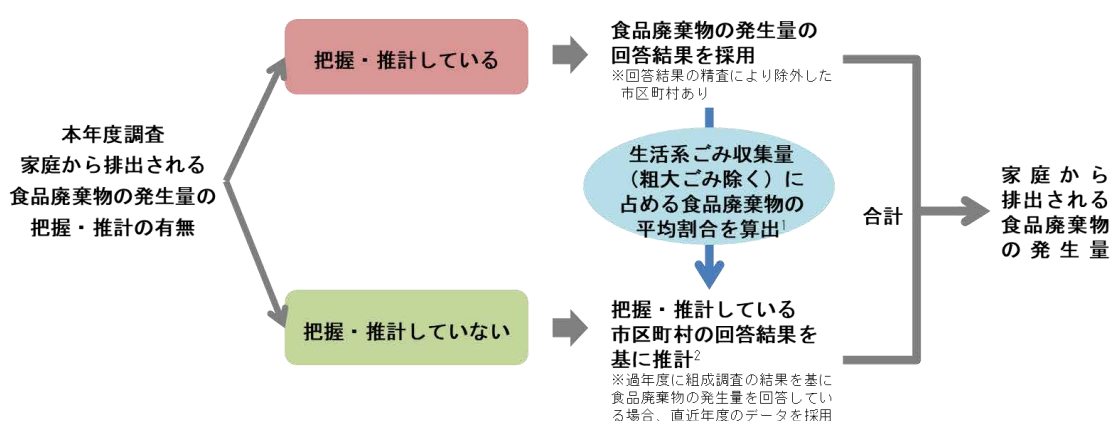 本年度調査
家庭から排出される
食品廃棄物の発生量の
把握・推計の有無
把握・推計している
食品廃棄物の発生量の
回答結果を採用
※回答結果の精査により除外した
市区町村あり
生活系ごみ収集量
（粗大ごみ除く）に
占める食品廃棄物の
平均割合を算出1
把握・推計していない
把握・推計している
市区町村の回答結果を
基に推計2
※過年度に組成調査の結果を基に
食品廃棄物の発生量を回答してい
る場合、直近年度のデータを採用
合計
家庭から
排出される
食品廃棄物
の発生量